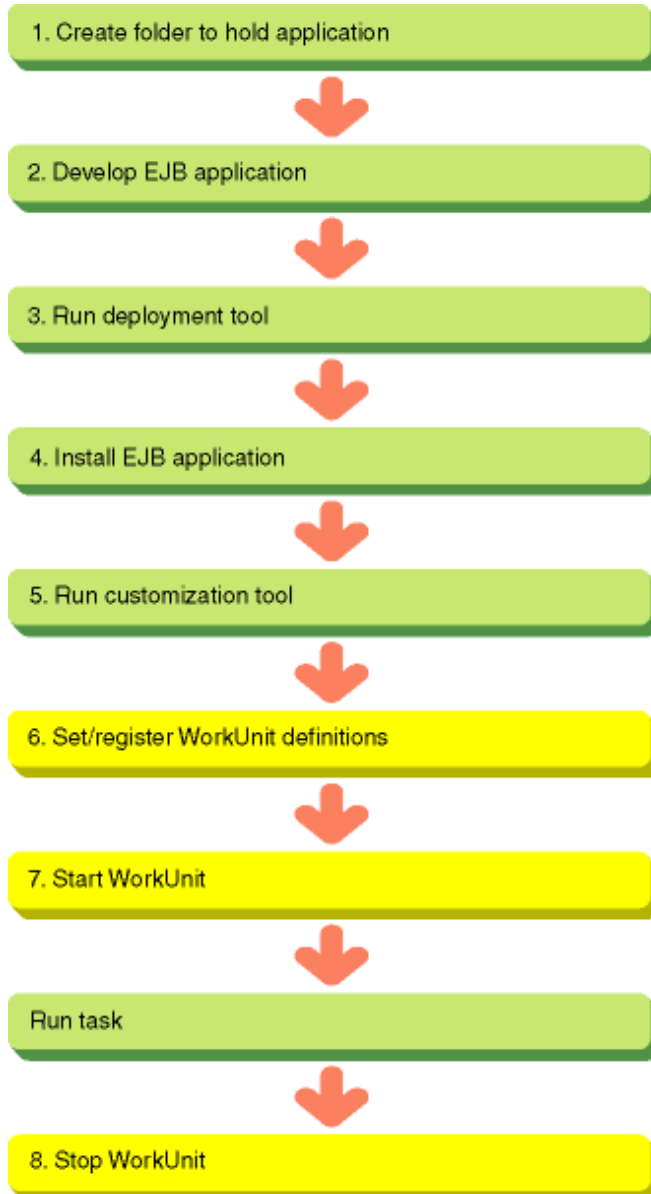 1. Create folder to hold application
2. Develop EJB application
3. Run deployment tool
4. Install EJB application
5. Run customization tool
6. Set/register WorkUnit definitions
7. Start WorkUnit
Run task
8. Stop WorkUnit